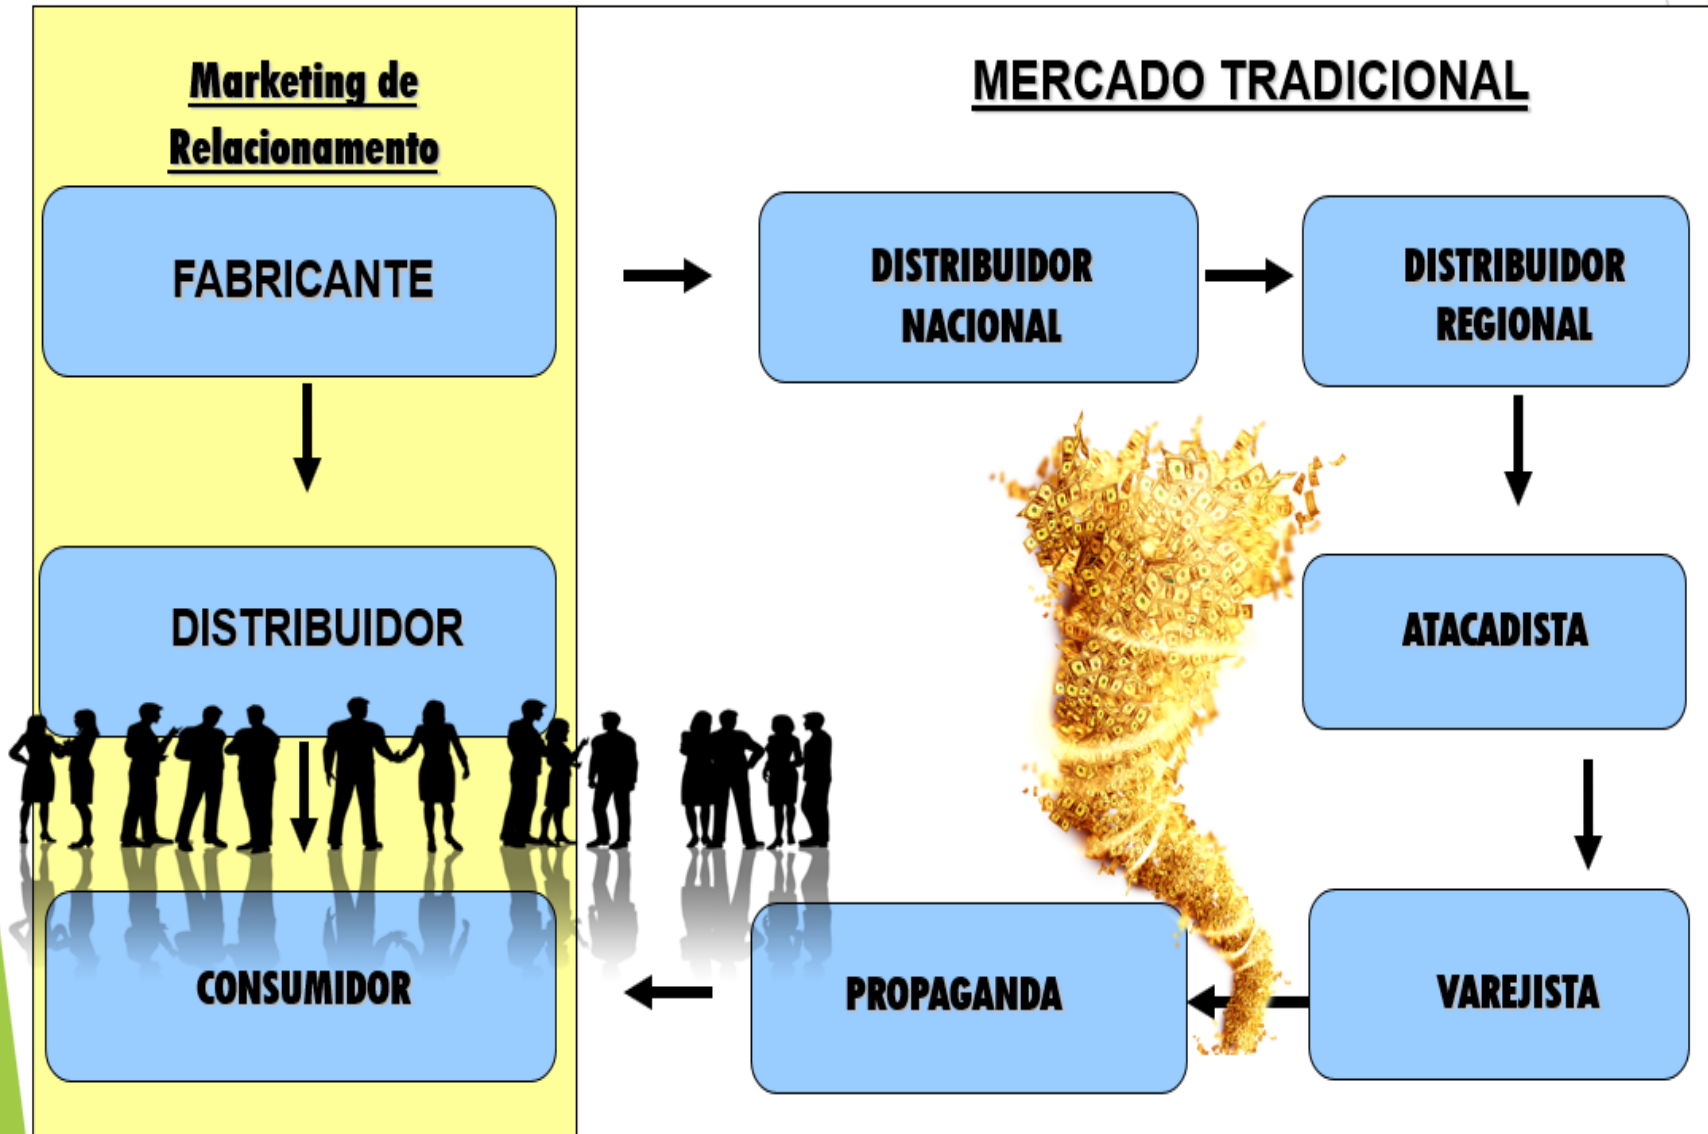 Marketing de
Relacionamento
MERCADO TRADICIONAL
FABRICANTE
DISTRIBUIDOR
NACIONAL
DISTRIBUIDOR
REGIONAL
DISTRIBUIDOR
ATACADISTA
CONSUMIDOR
PROPAGANDA
VAREJISTA